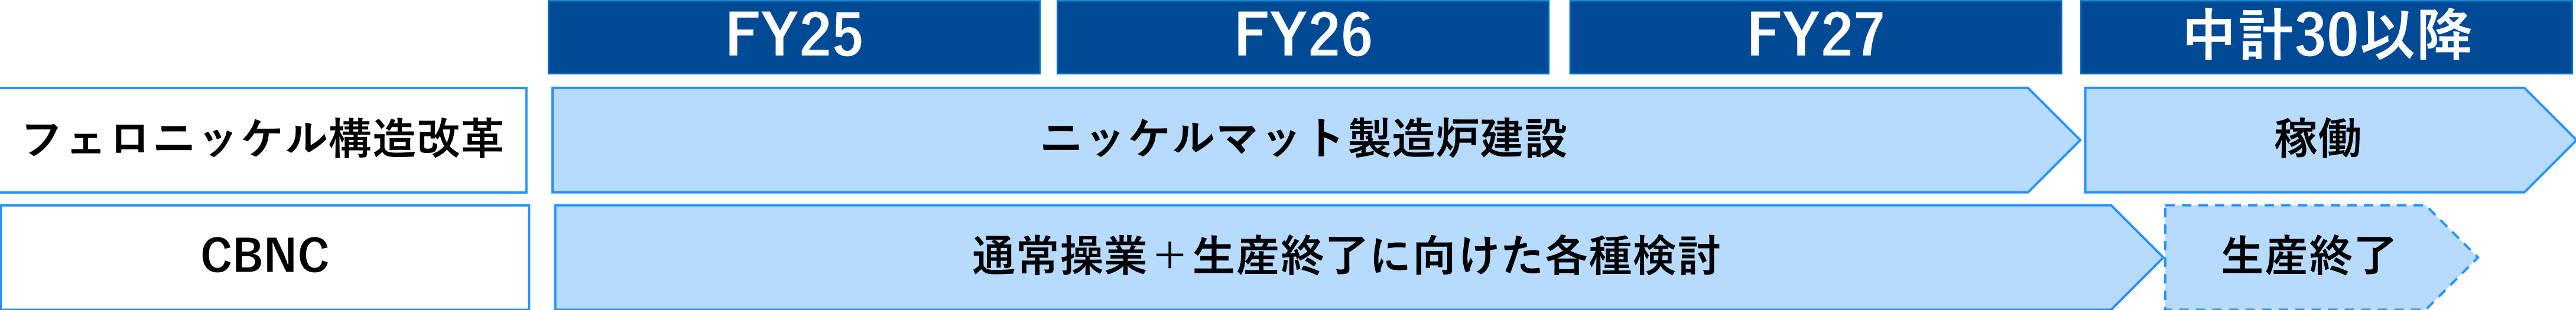 FY25 FY26 FY27 中計30以降
フェロニッケル構造改革 ニッケルマット製造炉建設 稼働
CBNC 通常操業＋生産終了に向けた各種検討 生産終了